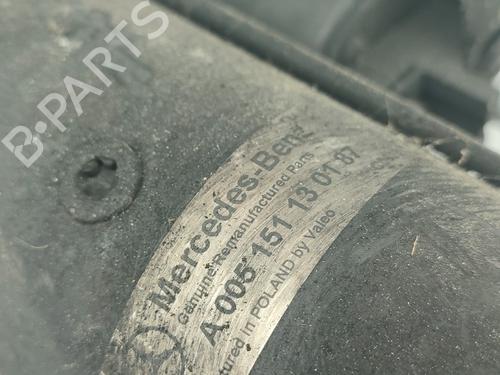 B-Parts
Mercedes-Benz
Genuine Remanufactured Parts
A 005 151 13 01 87
tured in POLAND by Valeo